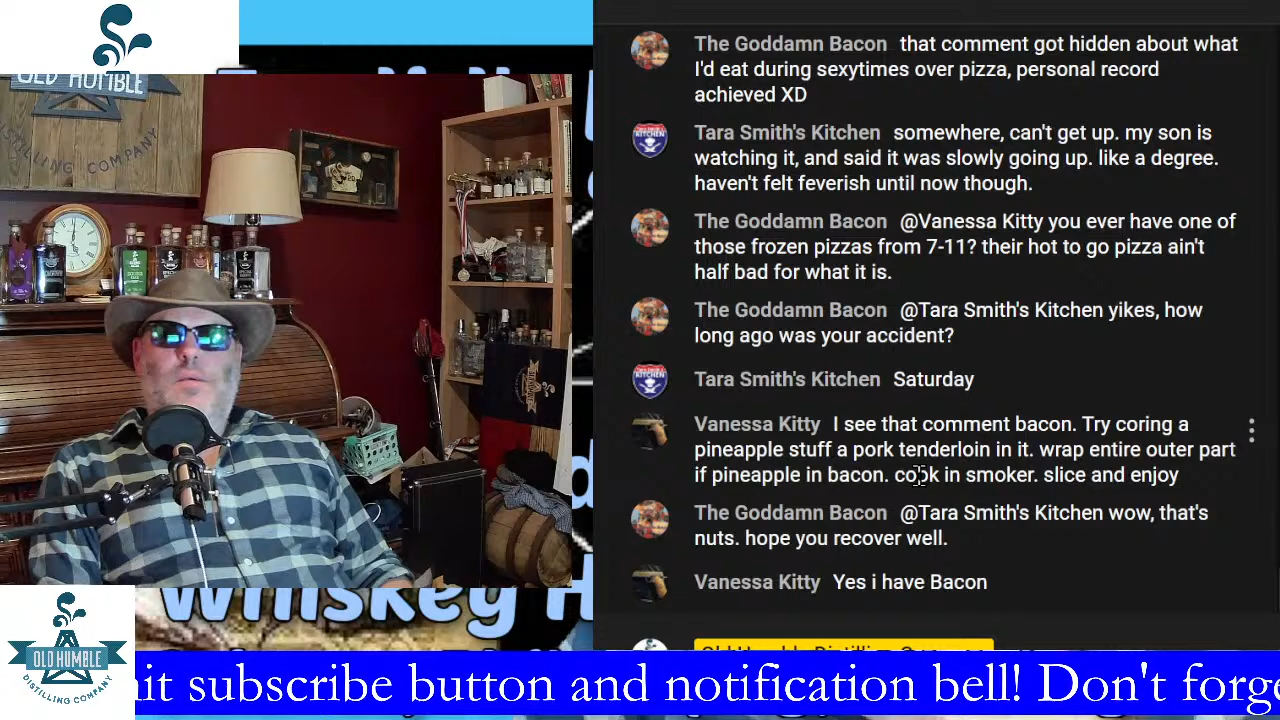 OLD HUMBLE
DISTILLING COMPANY
The Goddamn Bacon that comment got hidden about what
I'd eat during sexytimes over pizza, personal record
achieved XD
Tara Smith's Kitchen somewhere, can't get up. my son is
watching it, and said it was slowly going up. like a degree.
haven't felt feverish until now though.
The Goddamn Bacon @Vanessa Kitty you ever have one of
those frozen pizzas from 7-11? their hot to go pizza ain't
half bad for what it is.
The Goddamn Bacon @Tara Smith's Kitchen yikes, how
long ago was your accident?
Tara Smith's Kitchen Saturday
Vanessa Kitty I see that comment bacon. Try coring a
pineapple stuff a pork tenderloin in it. wrap entire outer part
if pineapple in bacon. cook in smoker. slice and enjoy
The Goddamn Bacon @Tara Smith's Kitchen wow, that's
nuts. hope you recover well.
Vanessa Kitty Yes i have Bacon
Whiskey H
OLD HUMBLE
DISTILLING COMPANY
hit subscribe button and notification bell! Don't forge